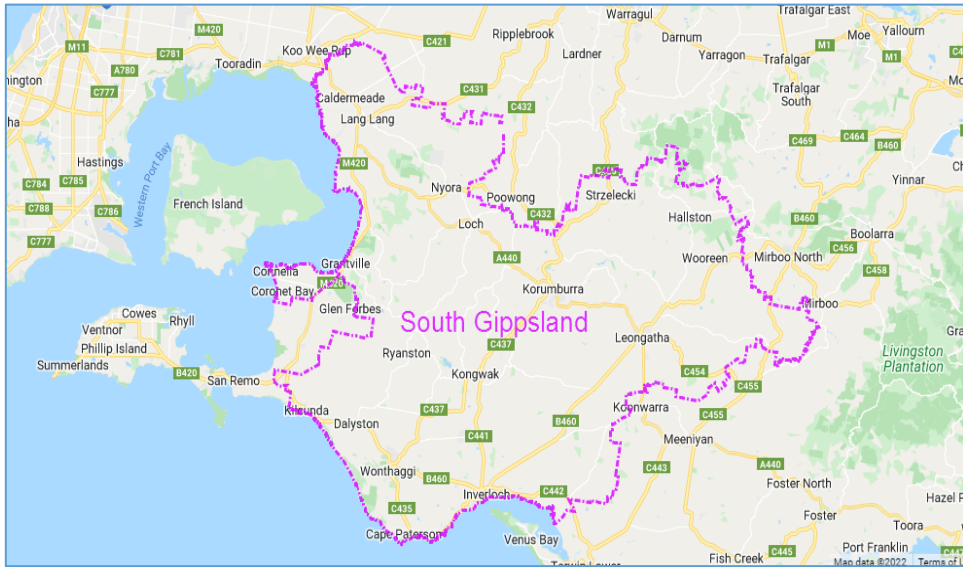 Warragul
Trafalgar East
M420
Moe
Yallourn
Ripplebrook
Darnum
M11
C781
Koo Wee Rup
C421
M1
M1
Tooradin
Lardner
Yarragon
Trafalgar
A780
C777
Caldermeade
C431
C432
Trafalgar
South
Lang Lang
C469
C464
B460
Hastings
M420
C784
C785
Western Port Bay
Nyora
Poowong
Strzelecki
Yinnar
C788
C786
French Island
C432
Hallston
B460
Boolarra
C777
Loch
C456
A440
Wooreen
Mirboo North
C458
Corinella
Grantville
M420
Coronet Bay
Korumburra
Mirboo
Glen Forbes
Cowes
Rhyll
Ventnor
South Gippsland
Leongatha
Phillip Island
Summerlands
Ryanston
C437
Livingston
Plantation
B420
San Remo
Kongwak
C454
C455
Kilcunda
C437
Koonwarra
C455
Dalyston
B460
C441
Meeniyan
Wonthaggi
B460
C443
A440
Inverloch
C442
Foster North
C435
Cape Paterson
Venus Bay
Foster
Toora
Fish Creek
C445
Port Franklin
Map data ©2022